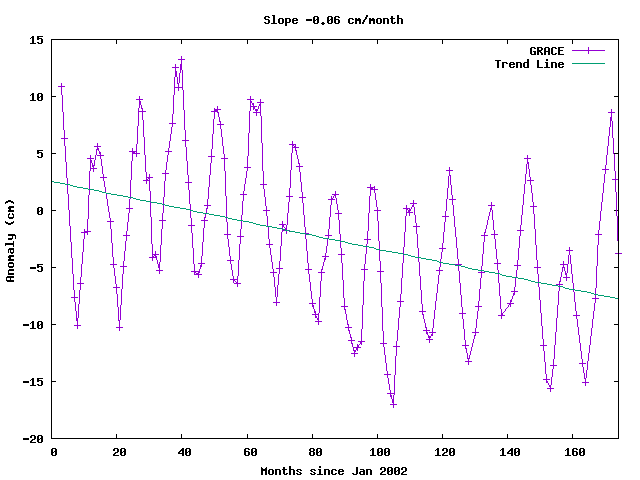 Slope -0.06 cm/month
GRACE
Trend Line
15
10
5
0
-5
-10
-15
-20
Anomaly (cm)
0 20 40 60 80 100 120 140 160
Months since Jan 2002